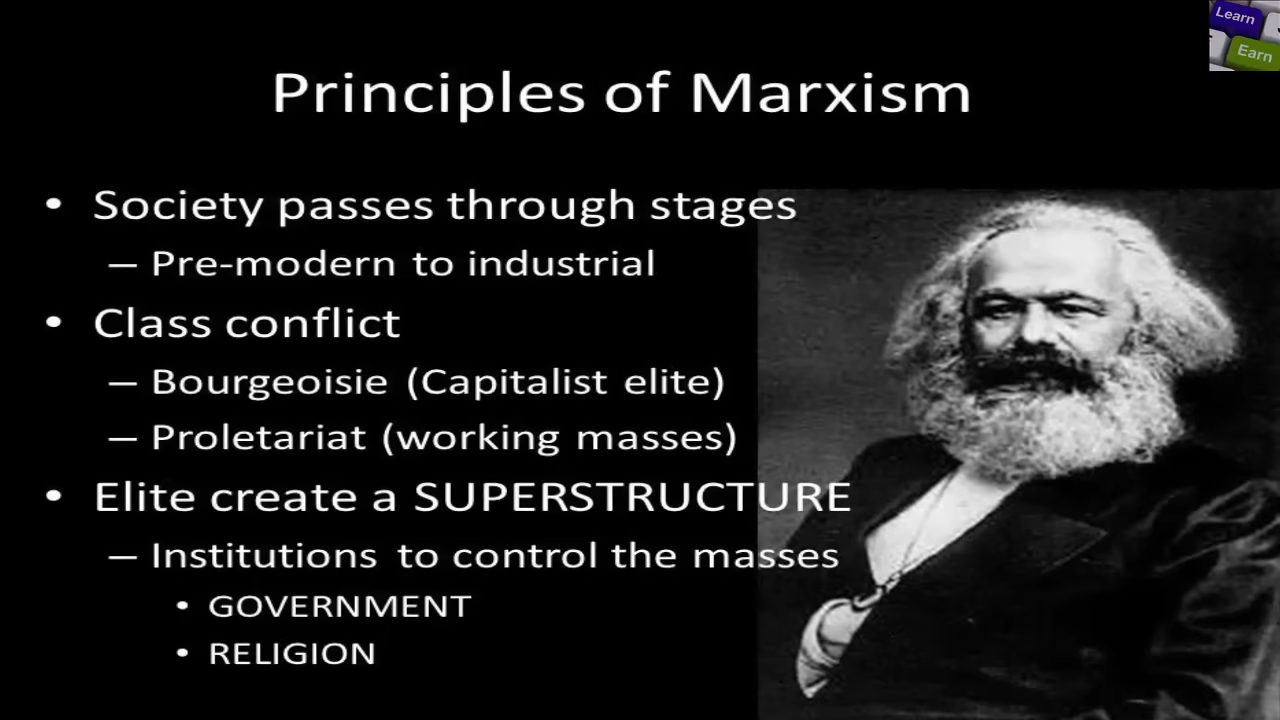 Learn
Earn
Principles of Marxism
• Society passes through stages
– Pre-modern to industrial
• Class conflict
– Bourgeoisie (Capitalist elite)
– Proletariat (working masses)
• Elite create a SUPERSTRUCTURE
– Institutions to control the masses
• GOVERNMENT
• RELIGION